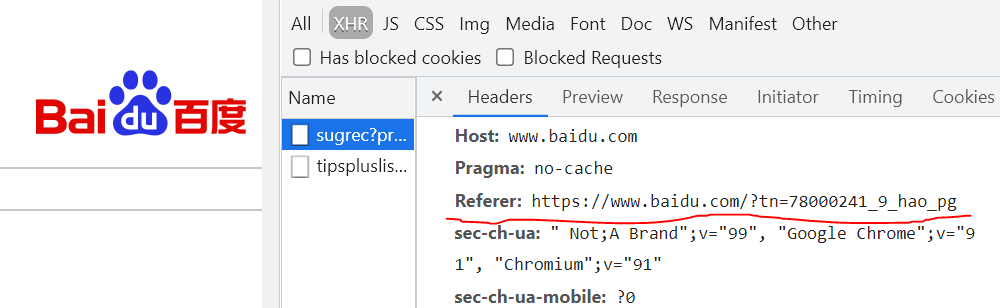 All XHR JS CSS Img Media Font Doc WS Manifest Other
Has blocked cookies Blocked Requests
Bai du 百度
Name
× Headers Preview Response Initiator Timing Cookies
sugrec?pr...
tipspluslis...
Host: www.baidu.com
Pragma: no-cache
Referer: https://www.baidu.com/?tn=78000241_9_hao_pg
sec-ch-ua: " Not;A Brand";v="99", "Google Chrome";v="9
1", "Chromium";v="91"
sec-ch-ua-mobile: ?0